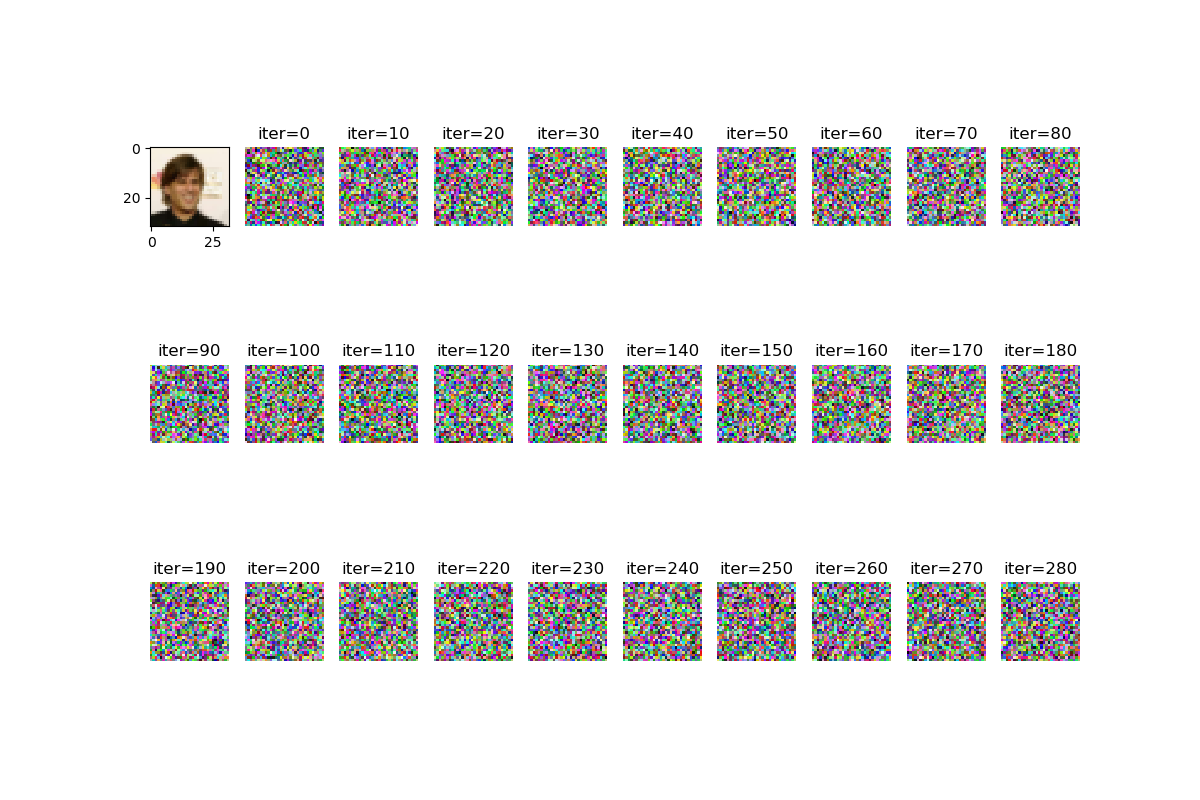 iter=0 iter=10 iter=20 iter=30 iter=40 iter=50 iter=60 iter=70 iter=80
0
20
0 25
iter=90 iter=100 iter=110 iter=120 iter=130 iter=140 iter=150 iter=160 iter=170 iter=180
iter=190 iter=200 iter=210 iter=220 iter=230 iter=240 iter=250 iter=260 iter=270 iter=280